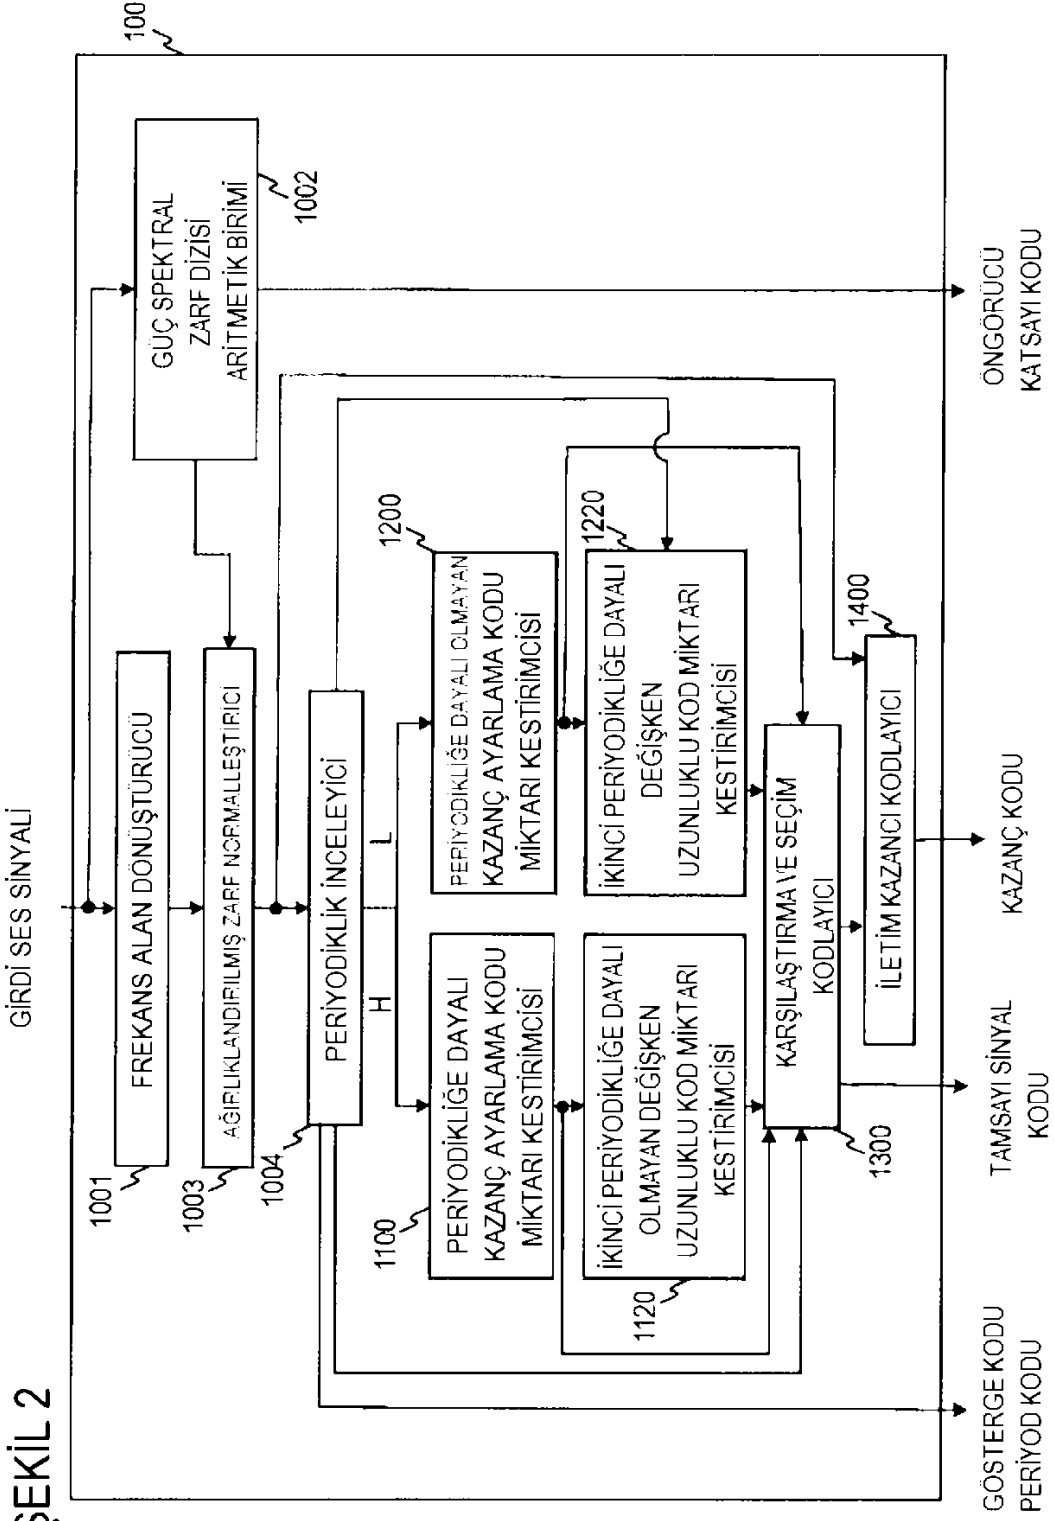 ŞEKİL 2
GİRDİ SES SİNYALİ
100
FREKANS ALAN DÖNÜŞTÜRÜCÜ
1001
GÜÇ SPEKTRAL
ZARF DİZİSİ
ARİTMETİK BİRİMİ
1002
AĞIRLIKLANDIRILMIŞ ZARF NORMALLEŞTİRİCİ
1003
PERİYODİKLİK İNCELEYİCİ
1004
H
L
PERİYODİKLİĞE DAYALI
KAZANÇ AYARLAMA KODU
MİKTARI KESTİRİMCİSİ
1100
PERİYODİKLİĞE DAYALI OLMAYAN
KAZANÇ AYARLAMA KODU
MİKTARI KESTİRİMCİSİ
1200
İKİNCİ PERİYODİKLİĞE DAYALI
OLMAYAN DEĞİŞKEN
UZUNLUKLU KOD MİKTARI
KESTİRİMCİSİ
1120
İKİNCİ PERİYODİKLİĞE DAYALI
DEĞİŞKEN
UZUNLUKLU KOD MİKTARI
KESTİRİMCİSİ
1220
KARŞILAŞTIRMA VE SEÇİM
KODLAYICI
1300
İLETİM KAZANCI KODLAYICI
1400
GÖSTERGE KODU
PERİYOD KODU
TAMSAYI SİNYAL
KODU
KAZANÇ KODU
ÖNGÖRÜCÜ
KATSAYI KODU